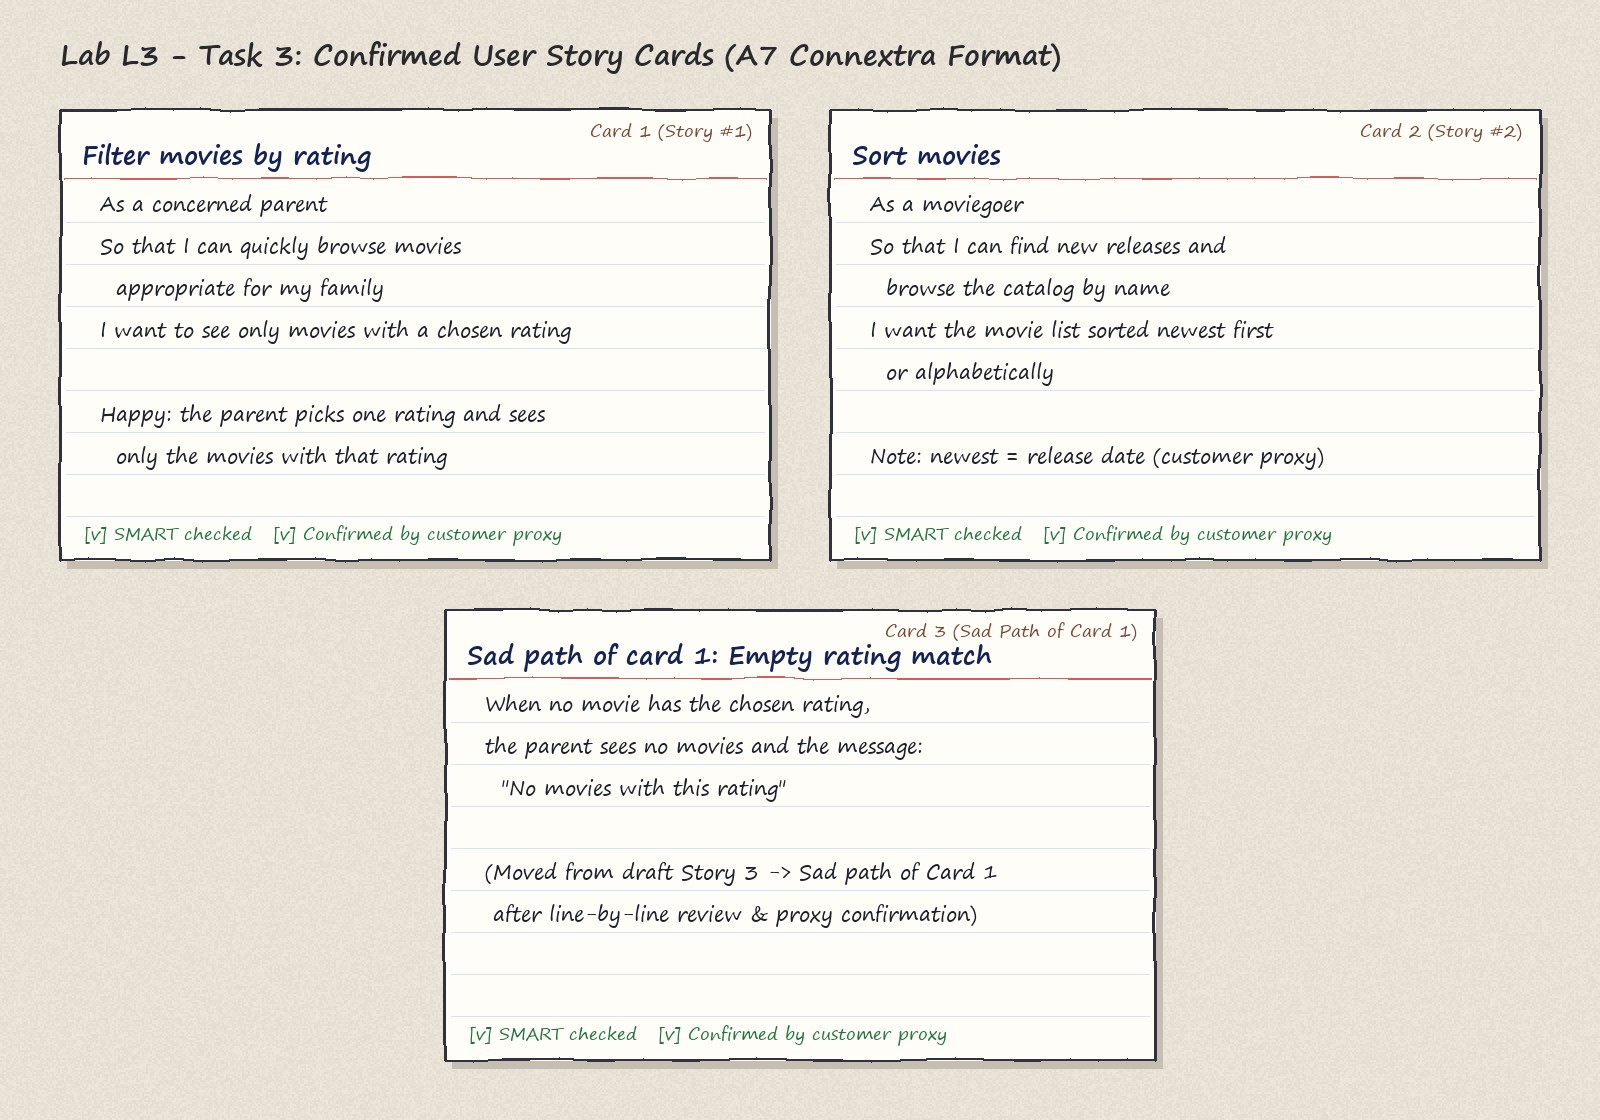 Lab L3 - Task 3: Confirmed User Story Cards (A7 Connextra Format)
Card 1 (Story #1)
Filter movies by rating
As a concerned parent
So that I can quickly browse movies
appropriate for my family
I want to see only movies with a chosen rating
Happy: the parent picks one rating and sees
only the movies with that rating
[v] SMART checked [v] Confirmed by customer proxy
Card 2 (Story #2)
Sort movies
As a moviegoer
So that I can find new releases and
browse the catalog by name
I want the movie list sorted newest first
or alphabetically
Note: newest = release date (customer proxy)
[v] SMART checked [v] Confirmed by customer proxy
Card 3 (Sad Path of Card 1)
Sad path of card 1: Empty rating match
When no movie has the chosen rating,
the parent sees no movies and the message:
"No movies with this rating"
(Moved from draft Story 3 -> Sad path of Card 1
after line-by-line review & proxy confirmation)
[v] SMART checked [v] Confirmed by customer proxy